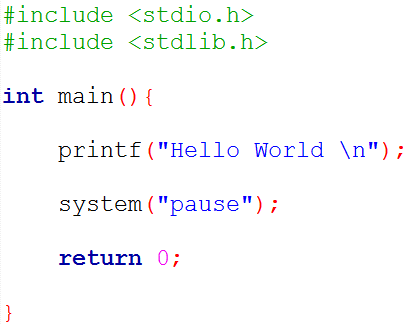 #include <stdio.h>
#include <stdlib.h>
int main(){
printf("Hello World \n");
system("pause");
return 0;
}